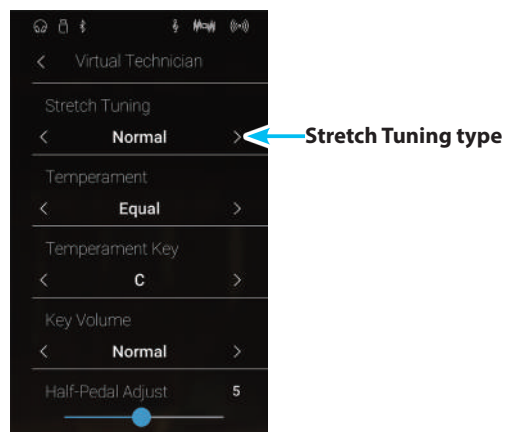 Virtual Technician
Stretch Tuning
Normal
Stretch Tuning type
Temperament
Equal
Temperament Key
C
Key Volume
Normal
Half-Pedal Adjust 5